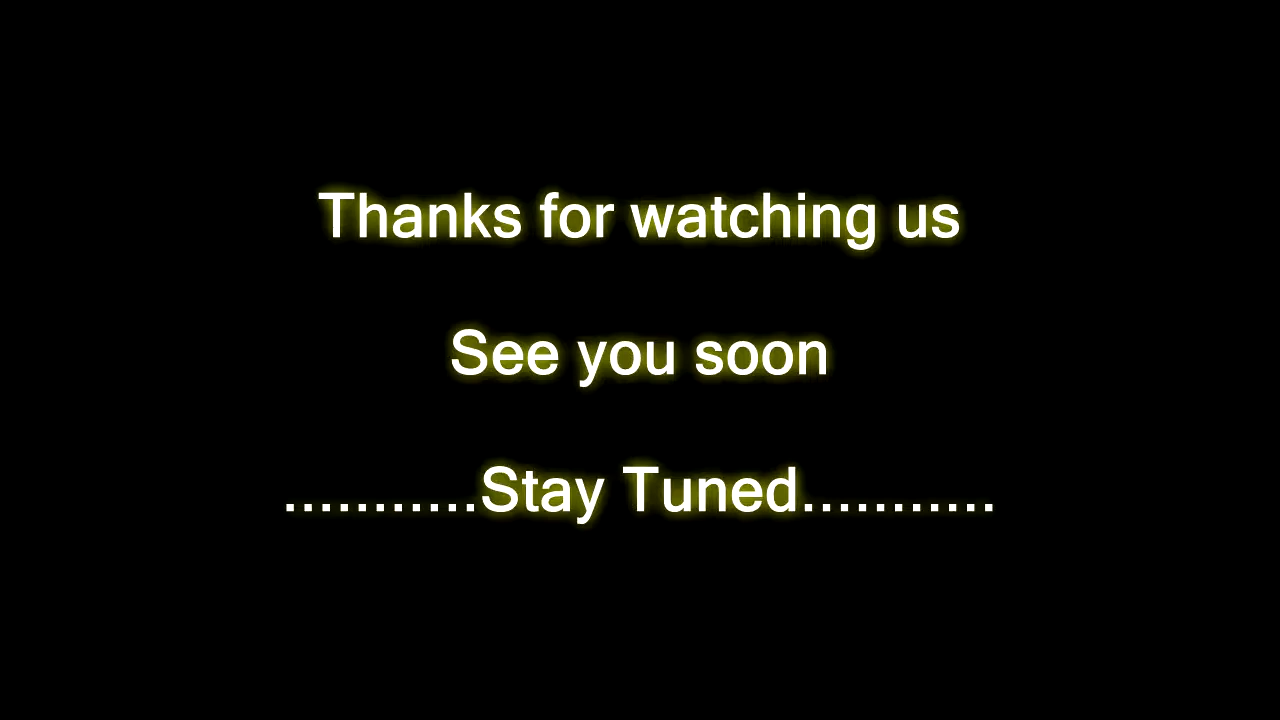 Thanks for watching us
See you soon
...........Stay Tuned...........